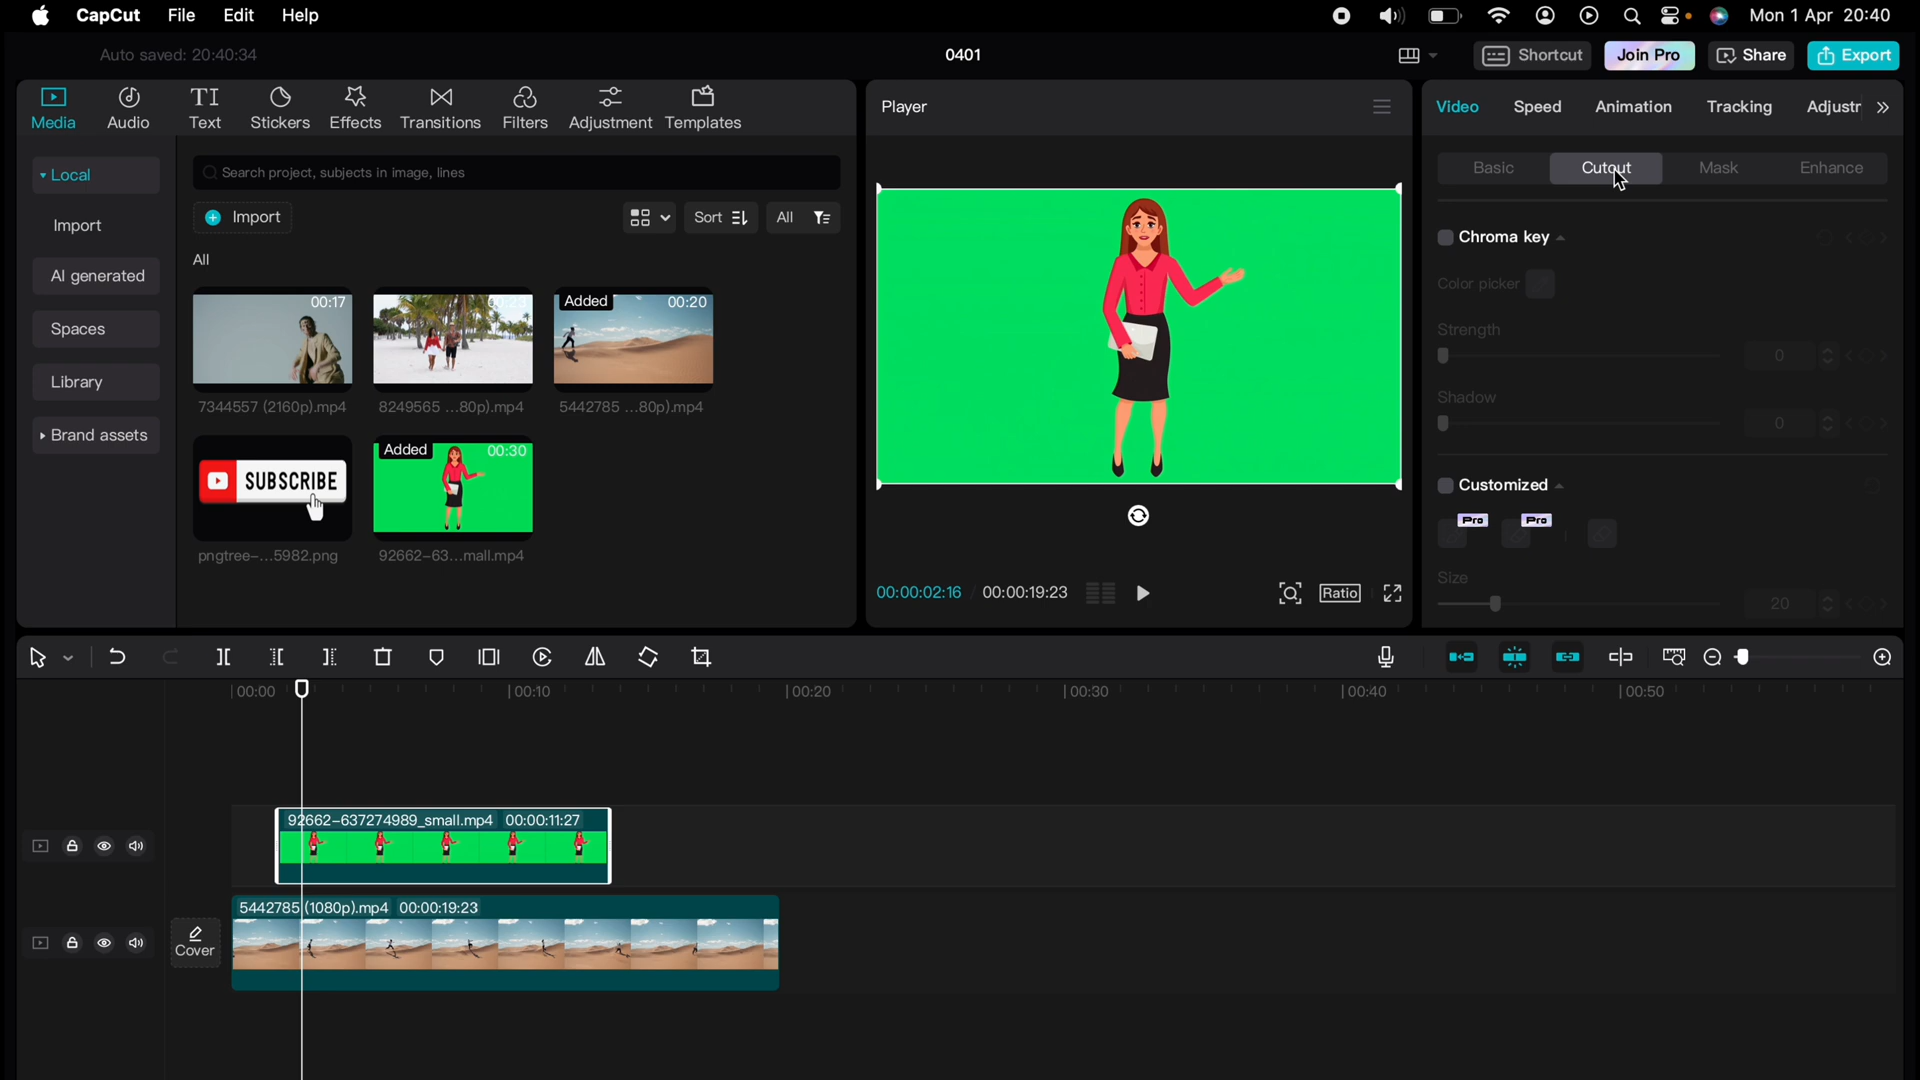 CapCut File Edit Help Mon 1 Apr 20:40
Auto saved: 20:40:34 0401 Shortcut Join Pro Share Export
Media Audio Text Stickers Effects Transitions Filters Adjustment Templates
Local
Import
AI generated
Spaces
Library
Brand assets
Search project, subjects in image, lines
Import Sort All
All
00:17 Added 00:20
7344557 (2160p).mp4 8249565 ...80p).mp4 5442785 ...80p).mp4
SUBSCRIBE Added 00:30
pngtree-...5982.png 92662-63...mall.mp4
Player
00:00:02:16 / 00:00:19:23 Ratio
Video Speed Animation Tracking Adjustr
Basic Cutout Mask Enhance
Chroma key
Color picker
Strength
0
Shadow
0
Customized
Pro Pro
Size
20
00:00 00:10 00:20 00:30 00:40 00:50
92662-637274989_small.mp4 00:00:11:27
Cover
5442785 (1080p).mp4 00:00:19:23